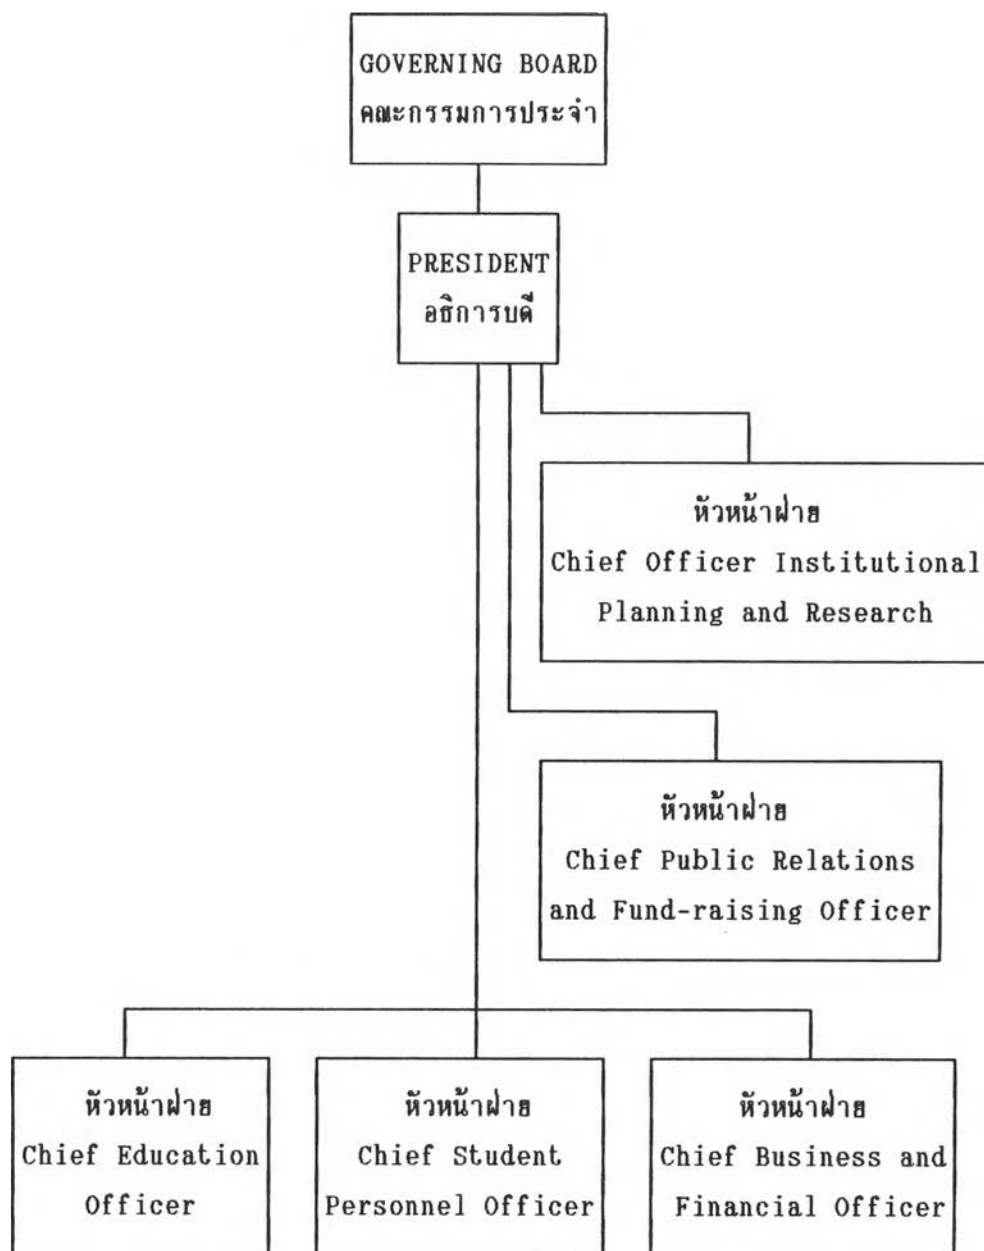 GOVERNING BOARD
คณะกรรมการประจำ
PRESIDENT
อธิการบดี
หัวหน้าฝ่าย
Chief Officer Institutional
Planning and Research
หัวหน้าฝ่าย
Chief Public Relations
and Fund-raising Officer
หัวหน้าฝ่าย
Chief Education
Officer
หัวหน้าฝ่าย
Chief Student
Personnel Officer
หัวหน้าฝ่าย
Chief Business and
Financial Officer